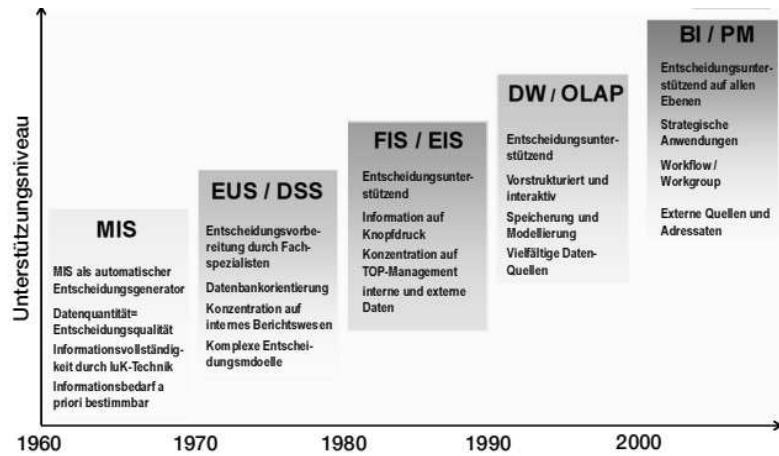 Unterstützungsniveau
MIS
MIS als automatischer
Entscheidungsgenerator
Datenquantität=
Entscheidungsqualität
Informationsvollständig-
keit durch IuK-Technik
Informationsbedarf a
priori bestimmbar
EUS / DSS
Entscheidungsvorbe-
reitung durch Fach-
spezialisten
Datenbankorientierung
Konzentration auf
internes Berichtswesen
Komplexe Entschei-
dungsmdoelle
FIS / EIS
Entscheidungsunter-
stützend
Information auf
Knopfdruck
Konzentration auf
TOP-Management
interne und externe
Daten
DW / OLAP
Entscheidungsunter-
stützend
Vorstrukturiert und
interaktiv
Speicherung und
Modellierung
Vielfältige Daten-
Quellen
BI / PM
Entscheidungsunter-
stützend auf allen
Ebenen
Strategische
Anwendungen
Workflow /
Workgroup
Externe Quellen und
Adressaten
1960 1970 1980 1990 2000